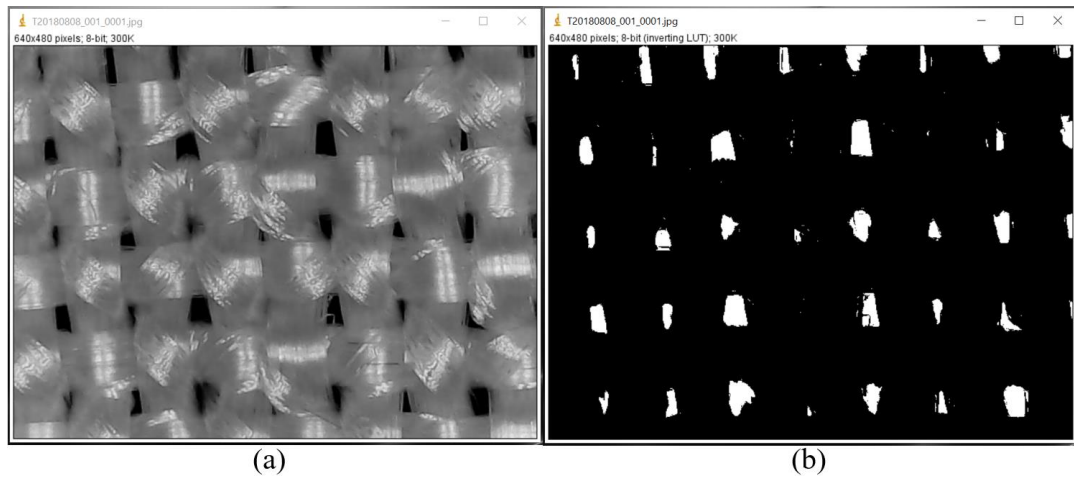 T20180808_001_0001.jpg
640x480 pixels; 8-bit; 300K
T20180808_001_0001.jpg
640x480 pixels; 8-bit (inverting LUT); 300K
(a)
(b)